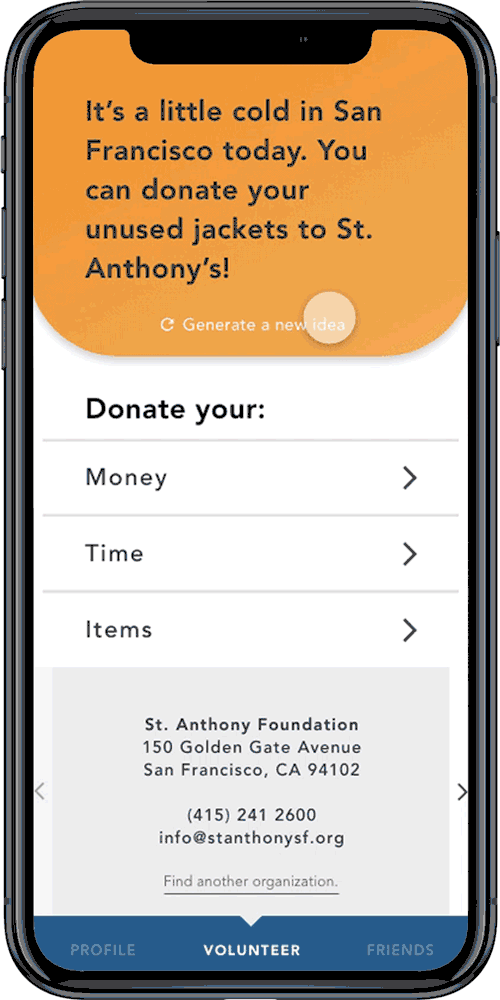 It’s a little cold in San
Francisco today. You
can donate your
unused jackets to St.
Anthony’s!
Generate a new idea
Donate your:
Money
Time
Items
St. Anthony Foundation
150 Golden Gate Avenue
San Francisco, CA 94102
(415) 241 2600
info@stanthonysf.org
Find another organization.
PROFILE
VOLUNTEER
FRIENDS